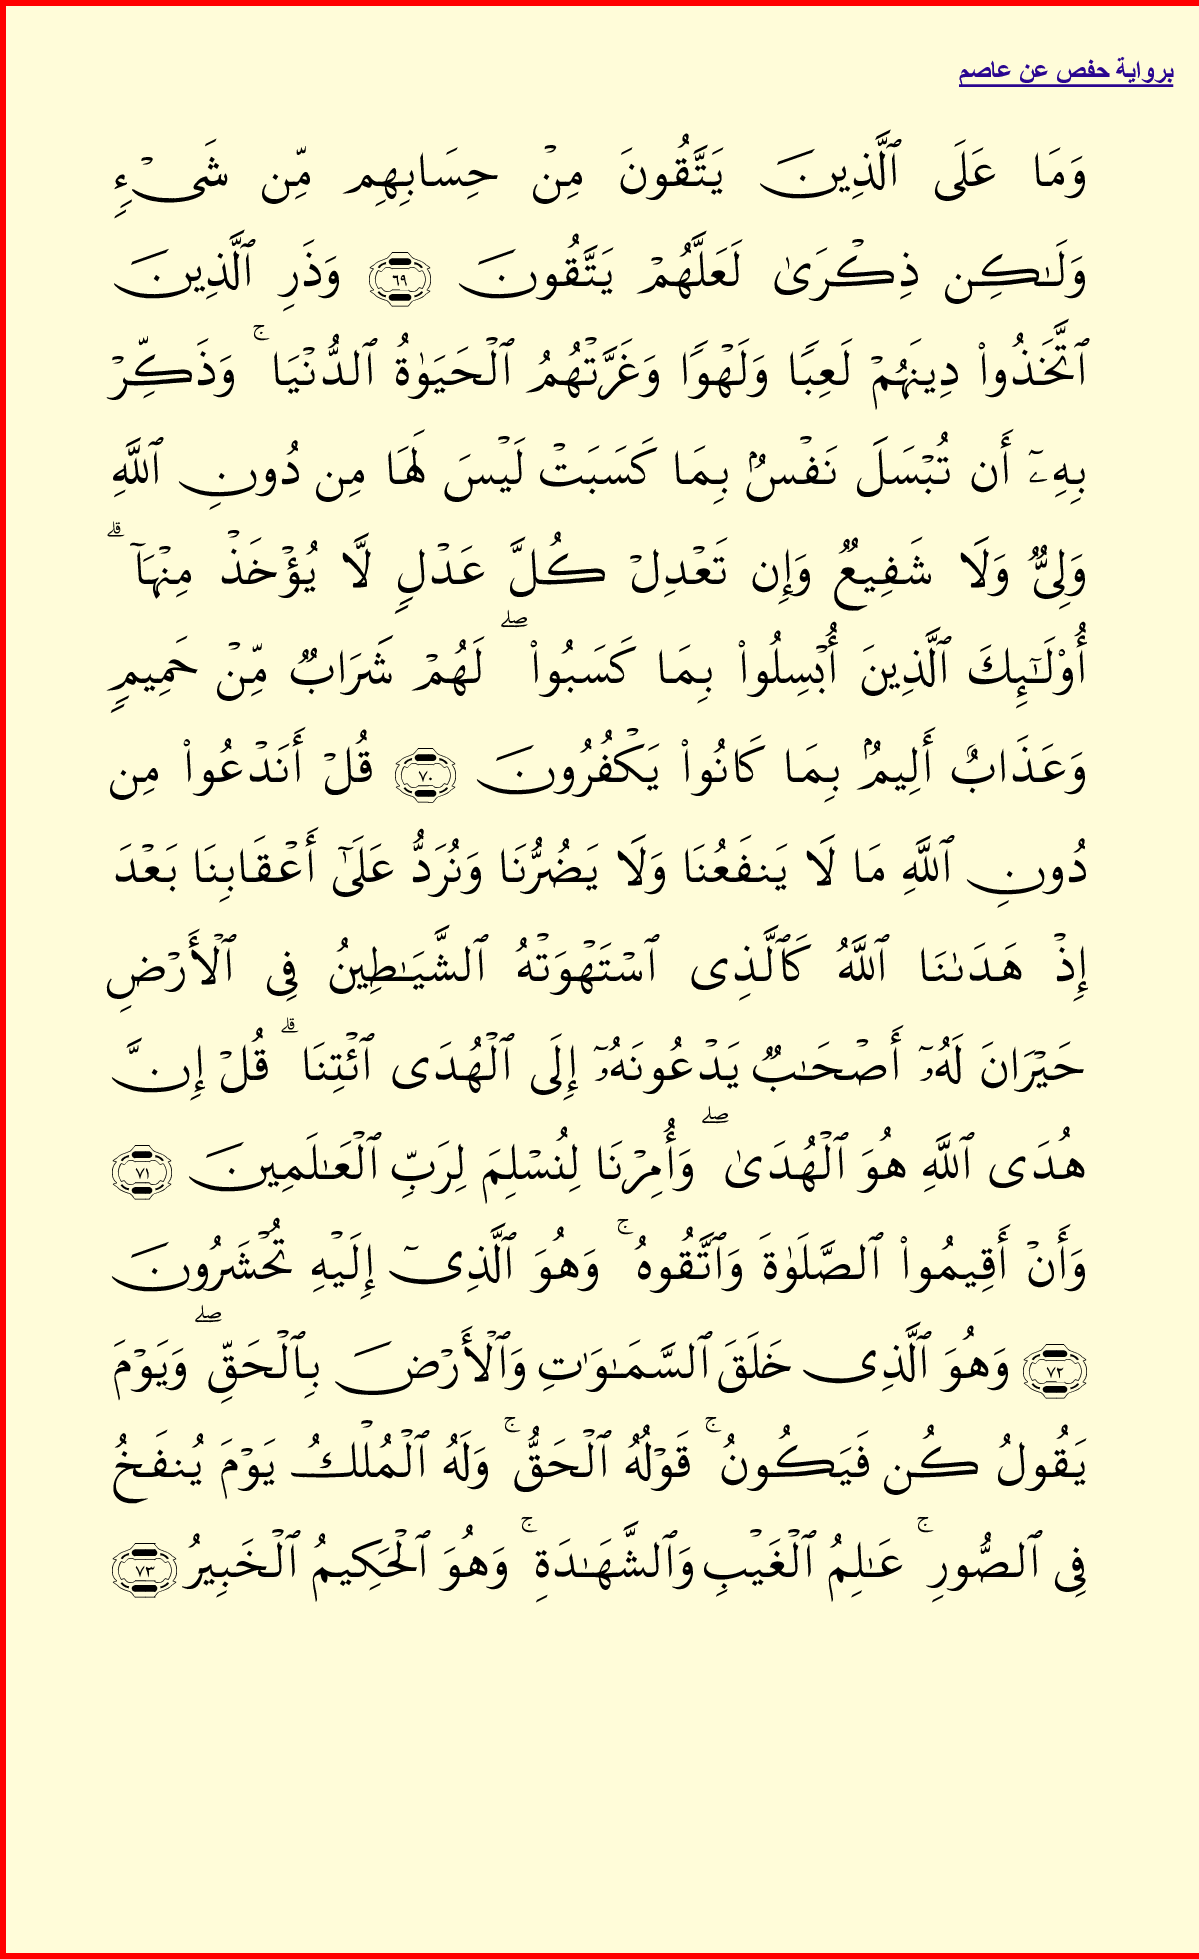 برواية حفص عن عاصم
وَمَا عَلَى ٱلَّذِينَ يَتَّقُونَ مِنْ حِسَابِهِم مِّن شَىْءٍ
وَلَـٰكِن ذِكْرَىٰ لَعَلَّهُمْ يَتَّقُونَ ٦٩ وَذَرِ ٱلَّذِينَ
ٱتَّخَذُوا۟ دِينَهُمْ لَعِبًا وَلَهْوًا وَغَرَّتْهُمُ ٱلْحَيَوٰةُ ٱلدُّنْيَا ۚ وَذَكِّرْ
بِهِۦٓ أَن تُبْسَلَ نَفْسٌۢ بِمَا كَسَبَتْ لَيْسَ لَهَا مِن دُونِ ٱللَّهِ
وَلِىٌّ وَلَا شَفِيعٌ وَإِن تَعْدِلْ كُلَّ عَدْلٍ لَّا يُؤْخَذْ مِنْهَآ ۗ
أُو۟لَـٰٓئِكَ ٱلَّذِينَ أُبْسِلُوا۟ بِمَا كَسَبُوا۟ ۖ لَهُمْ شَرَابٌ مِّنْ حَمِيمٍ
وَعَذَابٌ أَلِيمٌۢ بِمَا كَانُوا۟ يَكْفُرُونَ ٧٠ قُلْ أَنَدْعُوا۟ مِن
دُونِ ٱللَّهِ مَا لَا يَنفَعُنَا وَلَا يَضُرُّنَا وَنُرَدُّ عَلَىٰٓ أَعْقَابِنَا بَعْدَ
إِذْ هَدَىٰنَا ٱللَّهُ كَٱلَّذِى ٱسْتَهْوَتْهُ ٱلشَّيَـٰطِينُ فِى ٱلْأَرْضِ
حَيْرَانَ لَهُۥٓ أَصْحَـٰبٌ يَدْعُونَهُۥٓ إِلَى ٱلْهُدَى ٱئْتِنَا ۗ قُلْ إِنَّ
هُدَى ٱللَّهِ هُوَ ٱلْهُدَىٰ ۖ وَأُمِرْنَا لِنُسْلِمَ لِرَبِّ ٱلْعَـٰلَمِينَ ٧١
وَأَنْ أَقِيمُوا۟ ٱلصَّلَوٰةَ وَٱتَّقُوهُ ۚ وَهُوَ ٱلَّذِىٓ إِلَيْهِ تُحْشَرُونَ
٧٢ وَهُوَ ٱلَّذِى خَلَقَ ٱلسَّمَـٰوَٰتِ وَٱلْأَرْضَ بِٱلْحَقِّ ۖ وَيَوْمَ
يَقُولُ كُن فَيَكُونُ ۚ قَوْلُهُ ٱلْحَقُّ ۚ وَلَهُ ٱلْمُلْكُ يَوْمَ يُنفَخُ
فِى ٱلصُّورِ ۚ عَـٰلِمُ ٱلْغَيْبِ وَٱلشَّهَـٰدَةِ ۚ وَهُوَ ٱلْحَكِيمُ ٱلْخَبِيرُ ٧٣